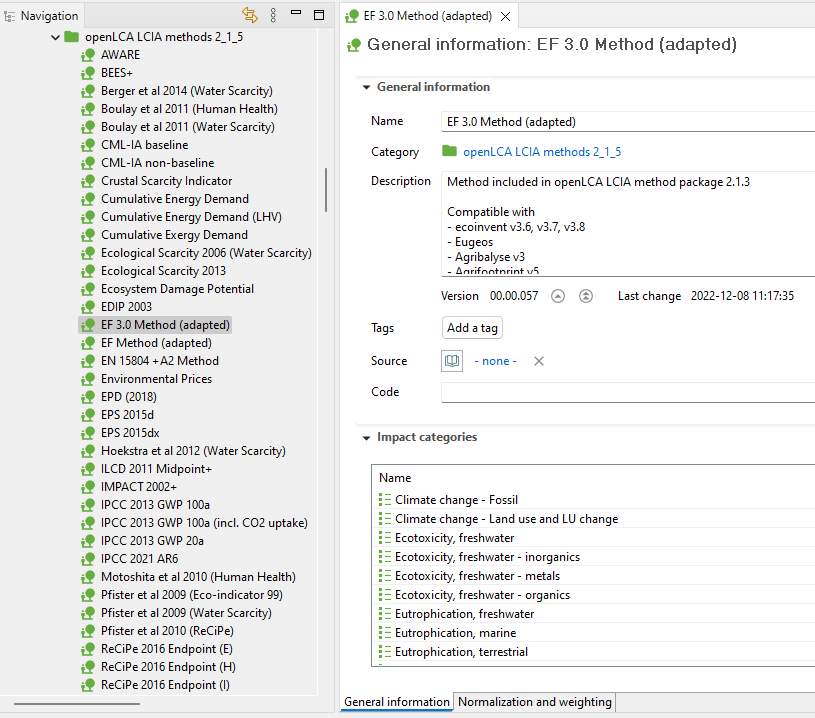 Navigation
openLCA LCIA methods 2_1_5
AWARE
BEES+
Berger et al 2014 (Water Scarcity)
Boulay et al 2011 (Human Health)
Boulay et al 2011 (Water Scarcity)
CML-IA baseline
CML-IA non-baseline
Crustal Scarcity Indicator
Cumulative Energy Demand
Cumulative Energy Demand (LHV)
Cumulative Exergy Demand
Ecological Scarcity 2006 (Water Scarcity)
Ecological Scarcity 2013
Ecosystem Damage Potential
EDIP 2003
EF 3.0 Method (adapted)
EF Method (adapted)
EN 15804 +A2 Method
Environmental Prices
EPD (2018)
EPS 2015d
EPS 2015dx
Hoekstra et al 2012 (Water Scarcity)
ILCD 2011 Midpoint+
IMPACT 2002+
IPCC 2013 GWP 100a
IPCC 2013 GWP 100a (incl. CO2 uptake)
IPCC 2013 GWP 20a
IPCC 2021 AR6
Motoshita et al 2010 (Human Health)
Pfister et al 2009 (Eco-indicator 99)
Pfister et al 2009 (Water Scarcity)
Pfister et al 2010 (ReCiPe)
ReCiPe 2016 Endpoint (E)
ReCiPe 2016 Endpoint (H)
ReCiPe 2016 Endpoint (I)
EF 3.0 Method (adapted)
General information: EF 3.0 Method (adapted)
General information
Name EF 3.0 Method (adapted)
Category openLCA LCIA methods 2_1_5
Description Method included in openLCA LCIA method package 2.1.3
Compatible with
- ecoinvent v3.6, v3.7, v3.8
- Eugeos
- Agribalyse v3
- Agrifootprint v5
Version 00.00.057 Last change 2022-12-08 11:17:35
Tags Add a tag
Source - none -
Code
Impact categories
Name
Climate change - Fossil
Climate change - Land use and LU change
Ecotoxicity, freshwater
Ecotoxicity, freshwater - inorganics
Ecotoxicity, freshwater - metals
Ecotoxicity, freshwater - organics
Eutrophication, freshwater
Eutrophication, marine
Eutrophication, terrestrial
General information Normalization and weighting